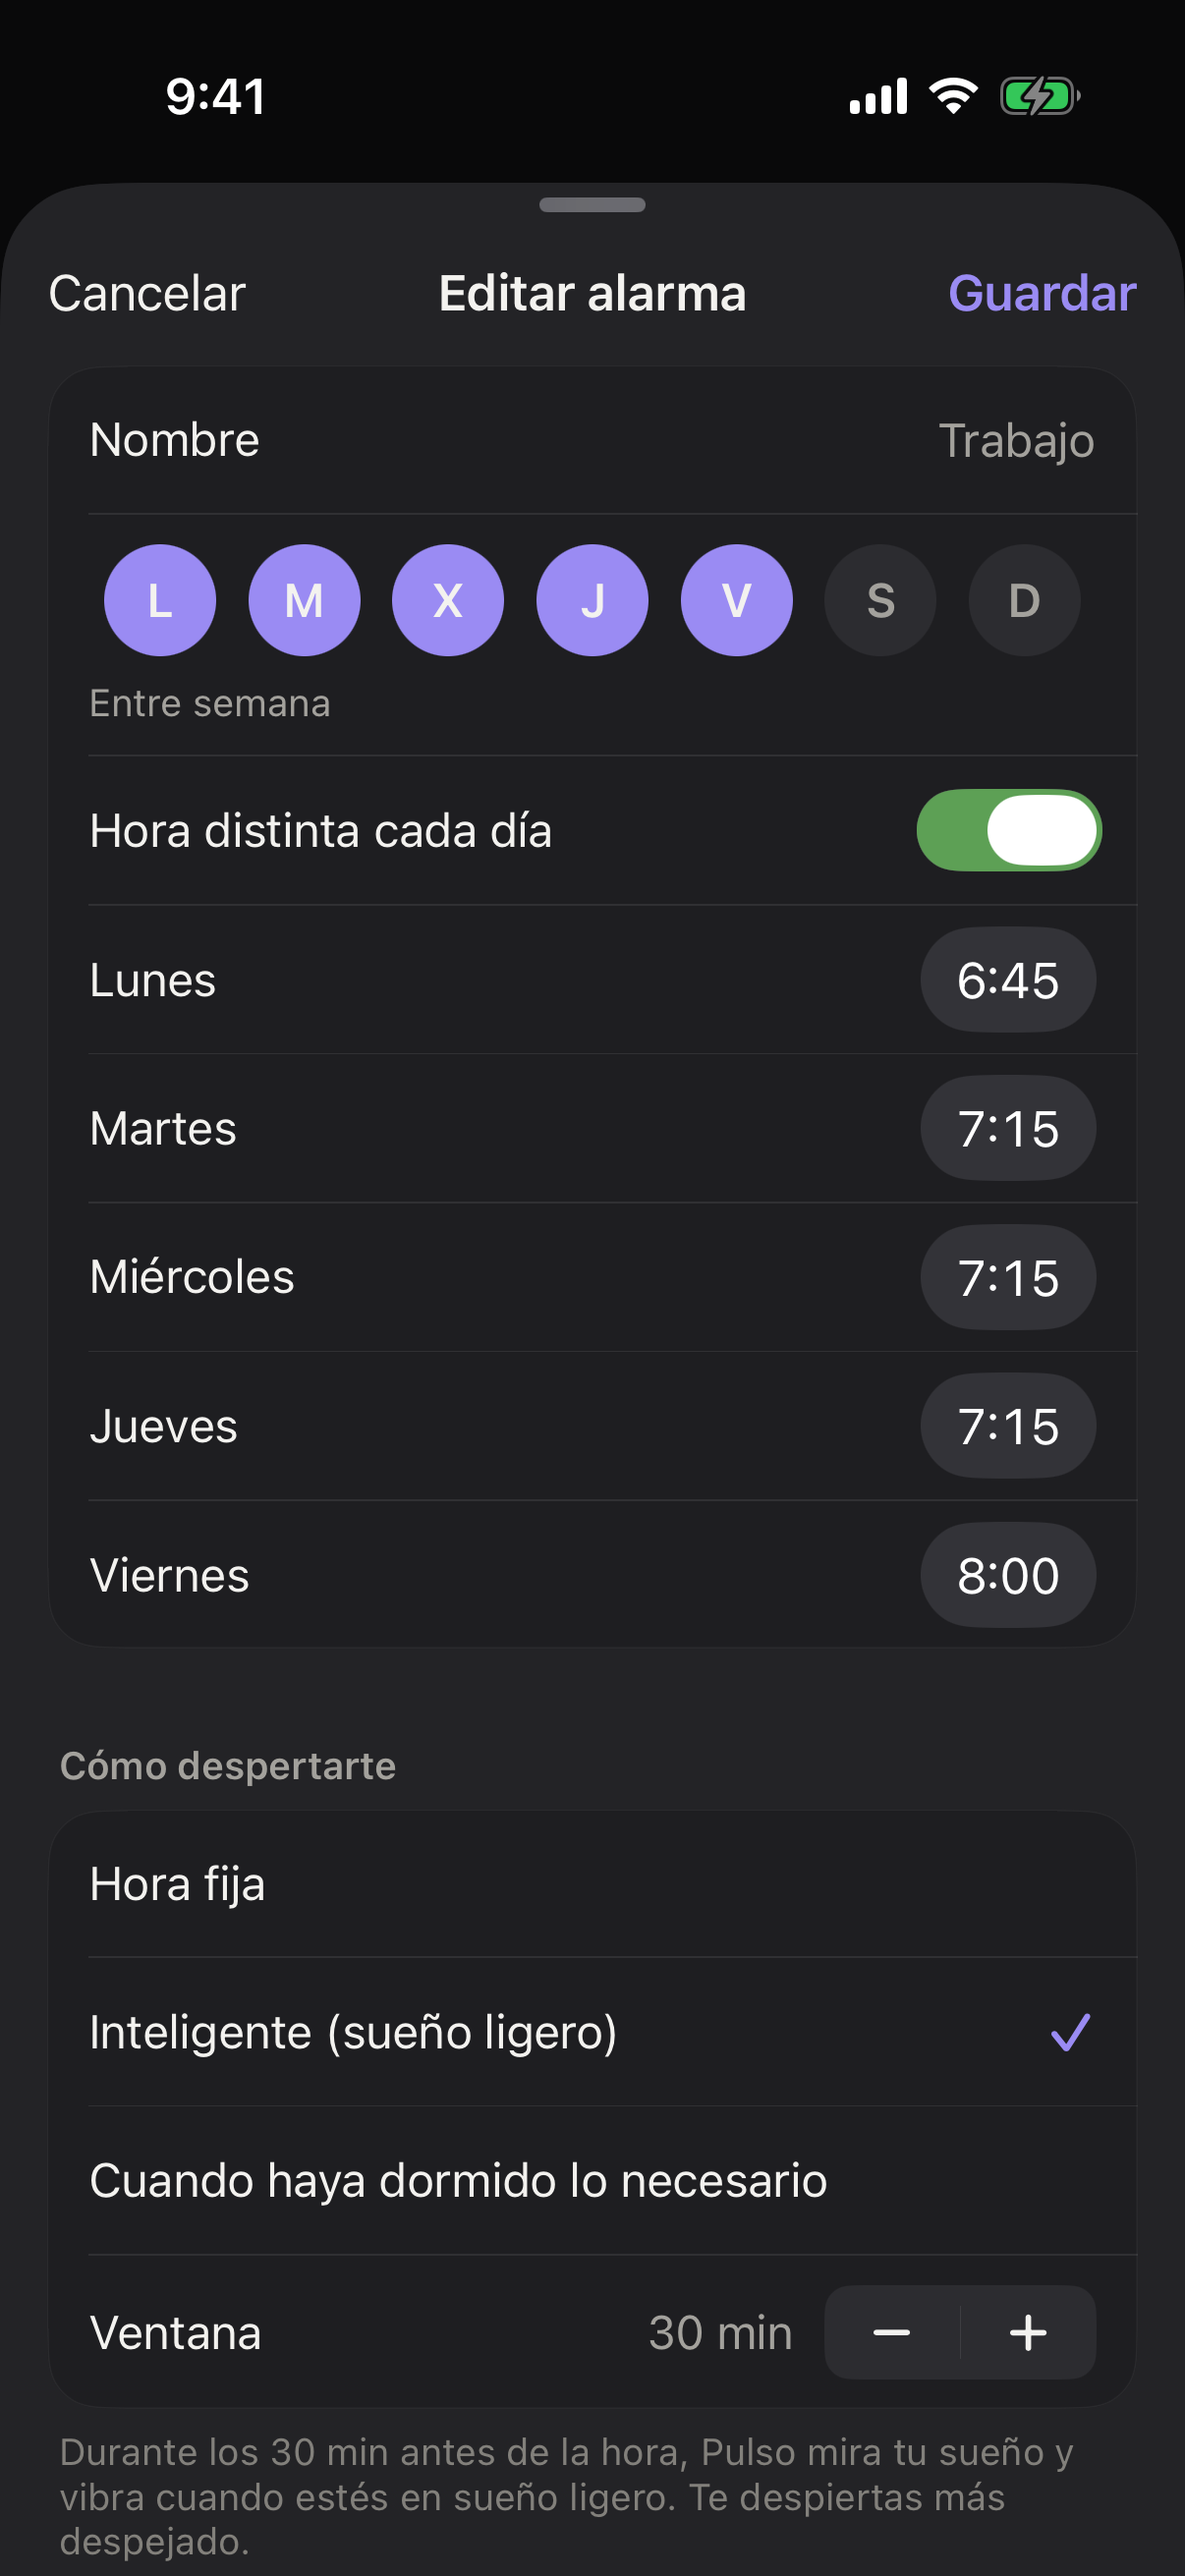 9:41
Cancelar Editar alarma Guardar
Nombre Trabajo
L M X J V S D
Entre semana
Hora distinta cada día
Lunes 6:45
Martes 7:15
Miércoles 7:15
Jueves 7:15
Viernes 8:00
Cómo despertarte
Hora fija
Inteligente (sueño ligero)
Cuando haya dormido lo necesario
Ventana 30 min − +
Durante los 30 min antes de la hora, Pulso mira tu sueño y
vibra cuando estés en sueño ligero. Te despiertas más
despejado.